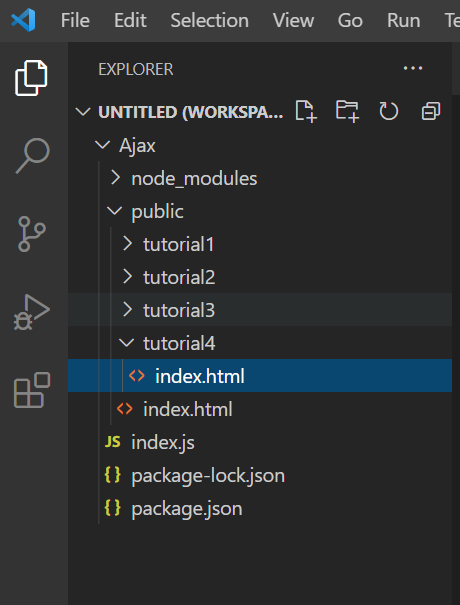 File Edit Selection View Go Run Te
EXPLORER
UNTITLED (WORKSPA...
Ajax
node_modules
public
tutorial1
tutorial2
tutorial3
tutorial4
index.html
index.html
JS index.js
{} package-lock.json
{} package.json